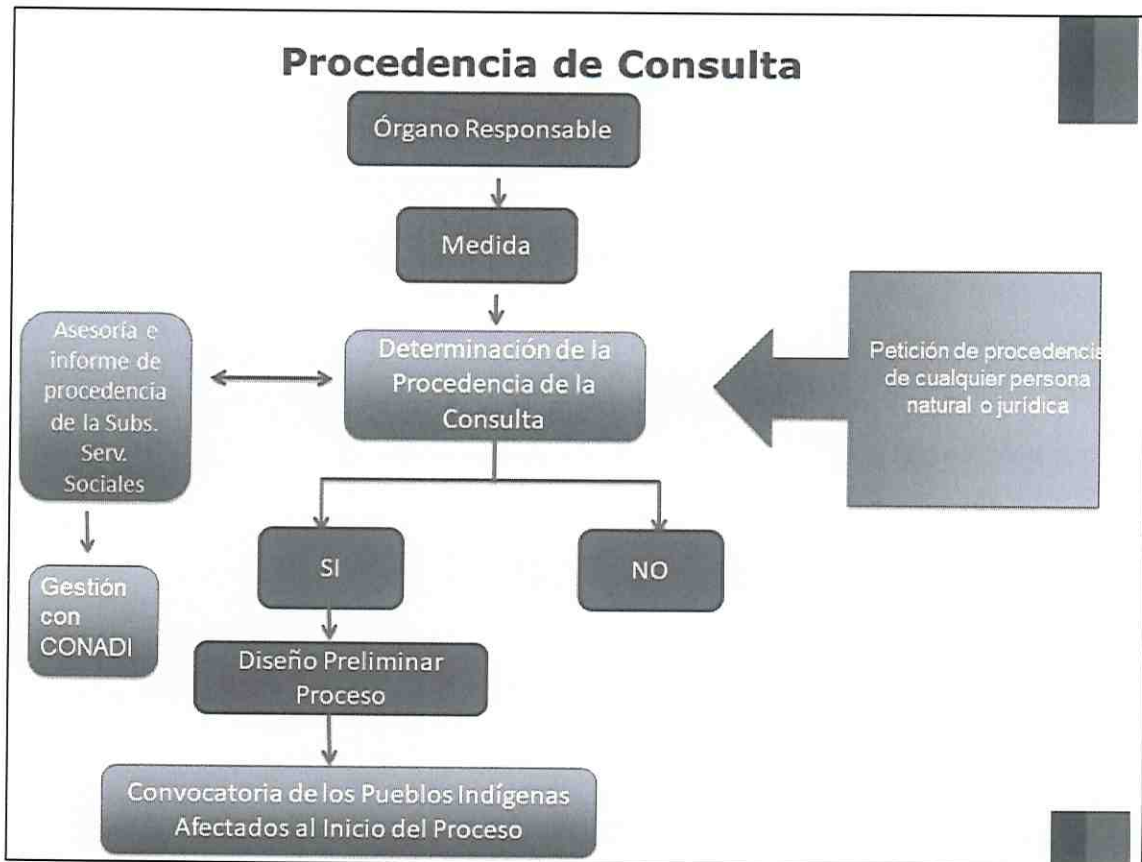 Procedencia de Consulta
Órgano Responsable
Medida
Asesoría e
informe de
procedencia
de la Subs.
Serv.
Sociales
Determinación de la
Procedencia de la
Consulta
Petición de procedencia
de cualquier persona
natural o jurídica
SI
NO
Gestión
con
CONADI
Diseño Preliminar
Proceso
Convocatoria de los Pueblos Indígenas
Afectados al Inicio del Proceso